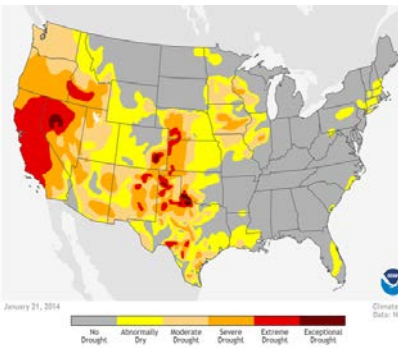 January 21, 2014
Climate
Data: N
No Drought
Abnormally Dry
Moderate Drought
Severe Drought
Extreme Drought
Exceptional Drought